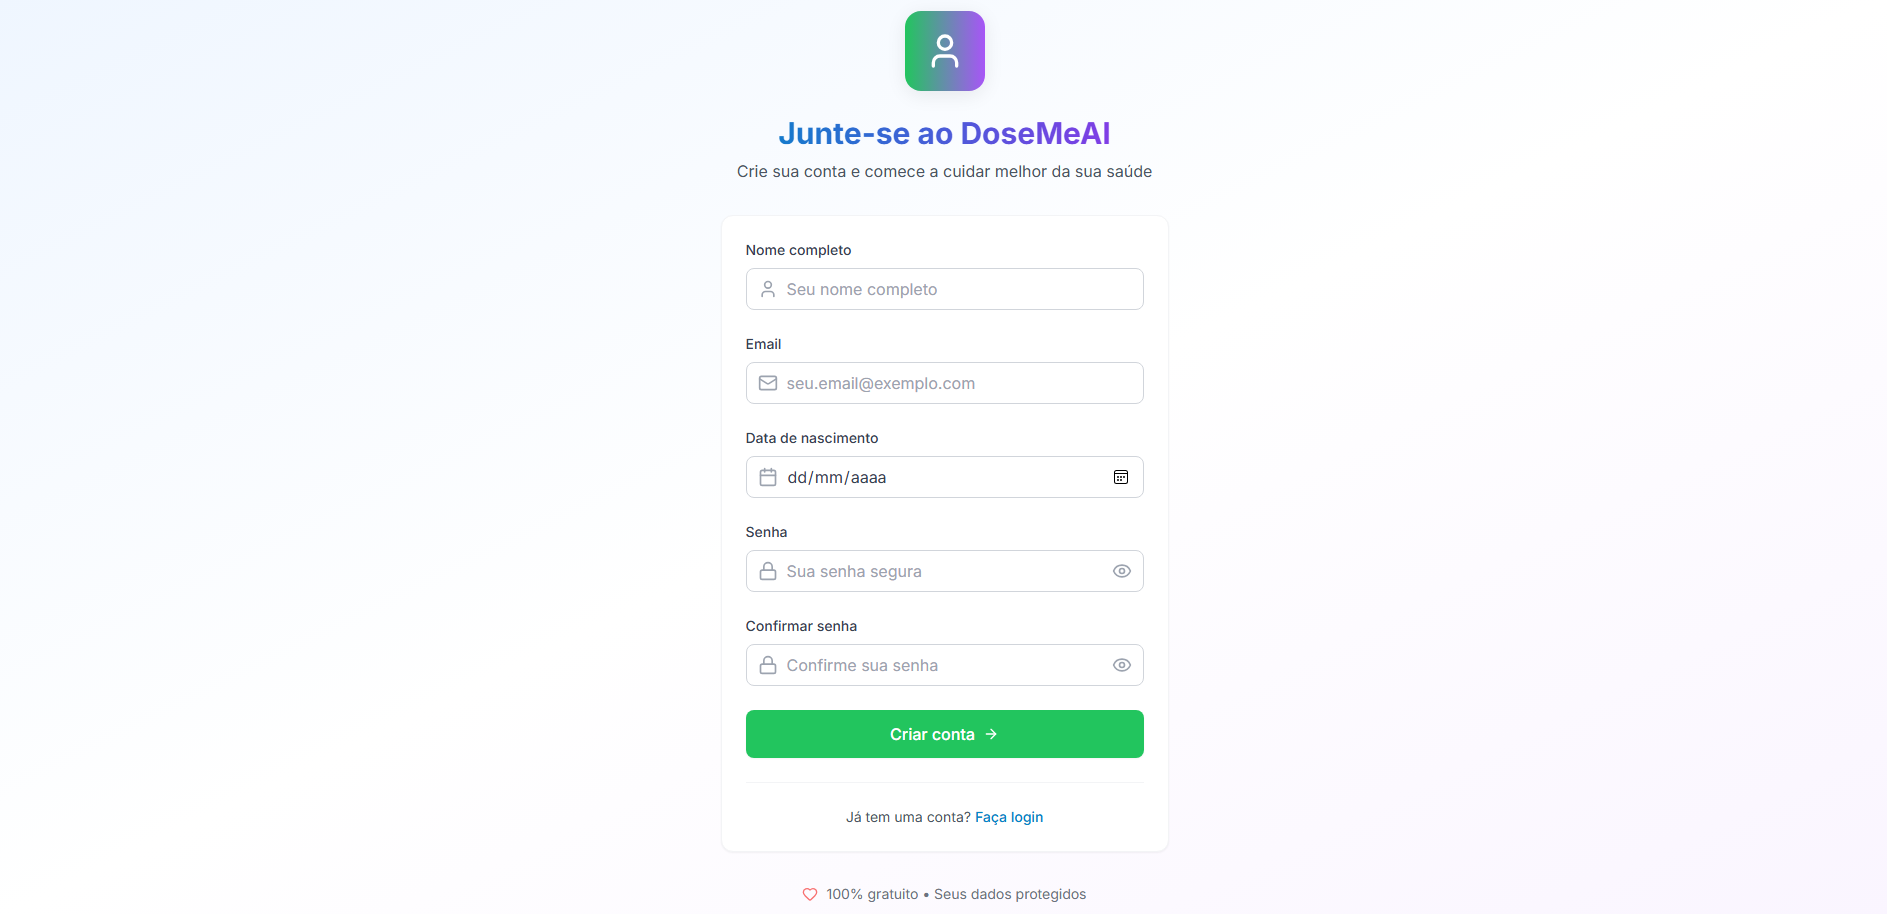 Junte-se ao DoseMeAI
Crie sua conta e comece a cuidar melhor da sua saúde
Nome completo
Seu nome completo
Email
seu.email@exemplo.com
Data de nascimento
dd/mm/aaaa
Senha
Sua senha segura
Confirmar senha
Confirme sua senha
Criar conta →
Já tem uma conta? Faça login
100% gratuito • Seus dados protegidos